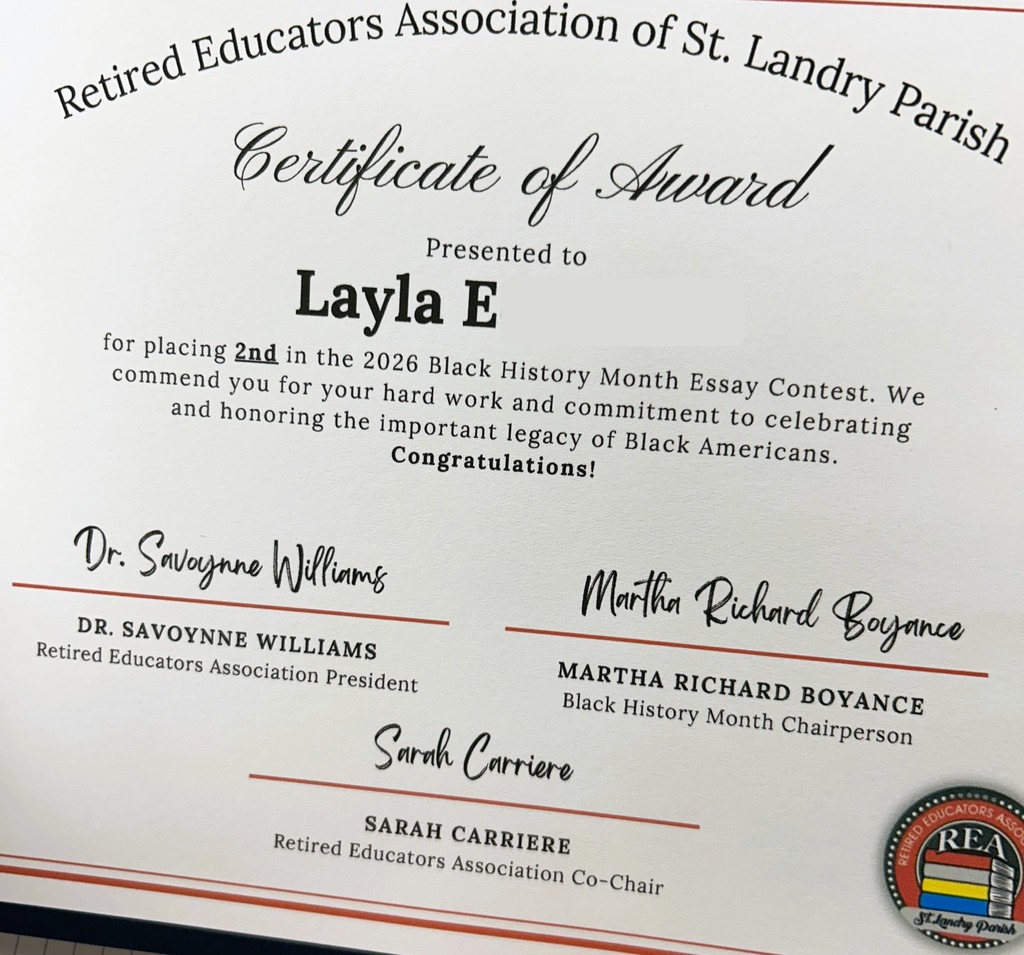 Retired Educators Association of St. Landry Parish
Certificate of Award
Presented to
Layla E
for placing 2nd in the 2026 Black History Month Essay Contest. We
commend you for your hard work and commitment to celebrating
and honoring the important legacy of Black Americans.
Congratulations!
Dr. Savoynne Williams
DR. SAVOYNNE WILLIAMS
Retired Educators Association President
Martha Richard Boyance
MARTHA RICHARD BOYANCE
Black History Month Chairperson
Sarah Carriere
SARAH CARRIERE
Retired Educators Association Co-Chair
RETIRED EDUCATORS
REA
St. Landry Parish